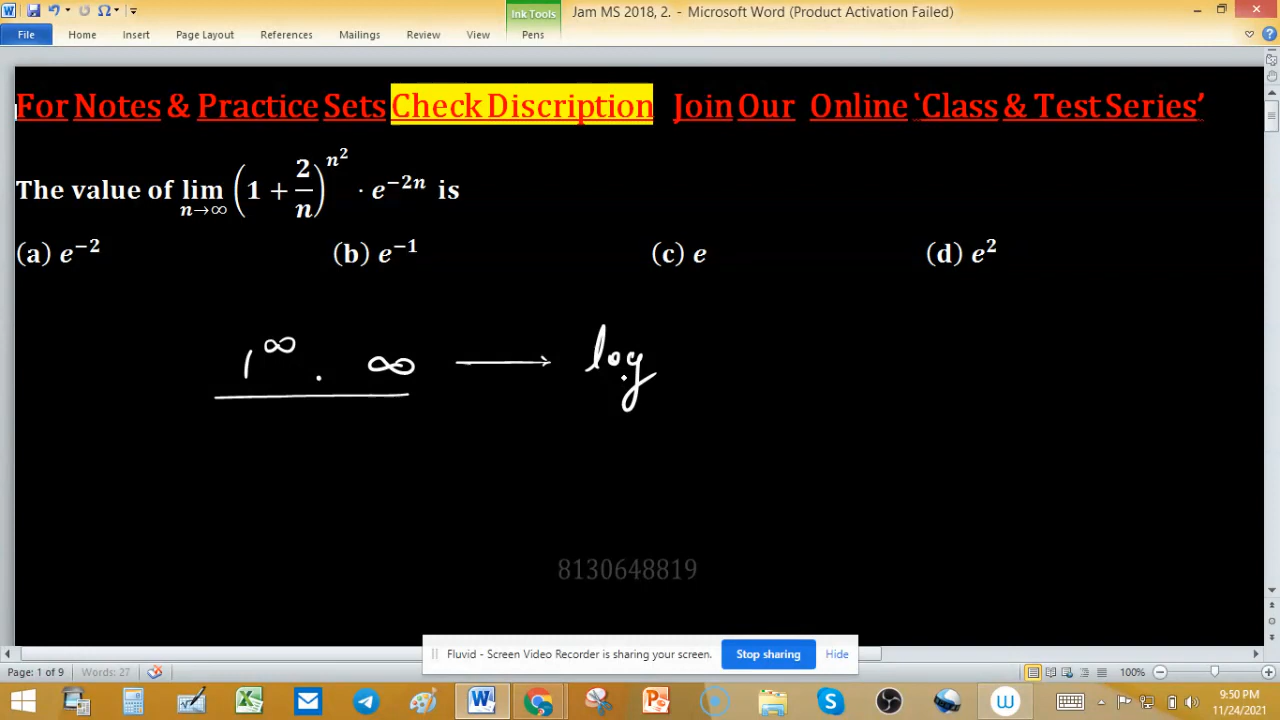 Jam MS 2018, 2. - Microsoft Word (Product Activation Failed)
Ink Tools
File Home Insert Page Layout References Mailings Review View Pens
For Notes & Practice Sets Check Discription Join Our Online 'Class & Test Series'
The value of lim n→∞ (1 + 2/n)^n² · e^−2n is
(a) e^−2 (b) e^−1 (c) e (d) e^2
1^∞ . ∞ → log
8130648819
Fluvid - Screen Video Recorder is sharing your screen. Stop sharing Hide
Page: 1 of 9 Words: 27 100%
9:50 PM
11/24/2021